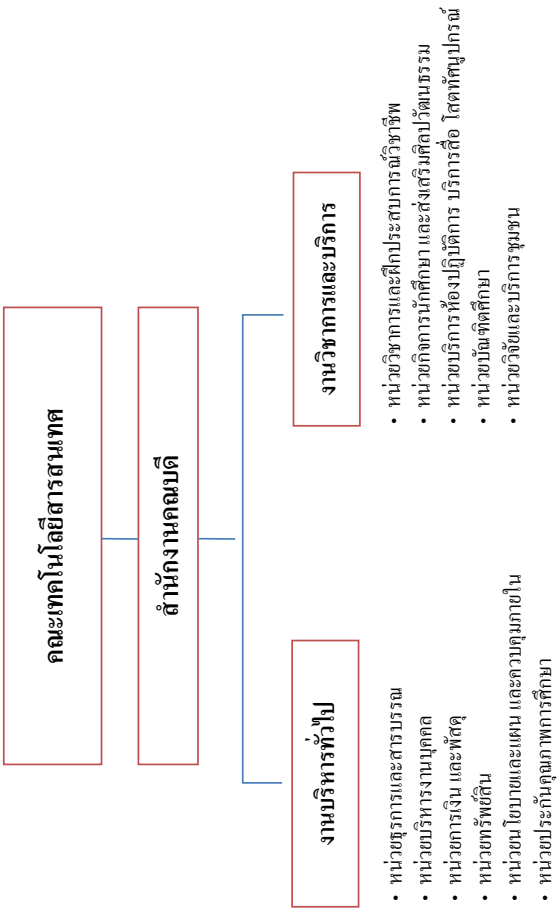 คณะเทคโนโลยีสารสนเทศ
สำนักงานคณบดี
งานบริหารทั่วไป
• หน่วยธุรการและสารบรรณ
• หน่วยบริหารงานบุคคล
• หน่วยการเงิน และพัสดุ
• หน่วยทรัพย์สิน
• หน่วยนโยบายและแผน และควบคุมภายใน
• หน่วยประกันคุณภาพการศึกษา
งานวิชาการและบริการ
• หน่วยวิชาการและฝึกประสบการณ์วิชาชีพ
• หน่วยกิจการนักศึกษา และส่งเสริมศิลปวัฒนธรรม
• หน่วยบริการห้องปฏิบัติการ บริการสื่อ โสตทัศนูปกรณ์
• หน่วยบัณฑิตศึกษา
• หน่วยวิจัยและบริการชุมชน